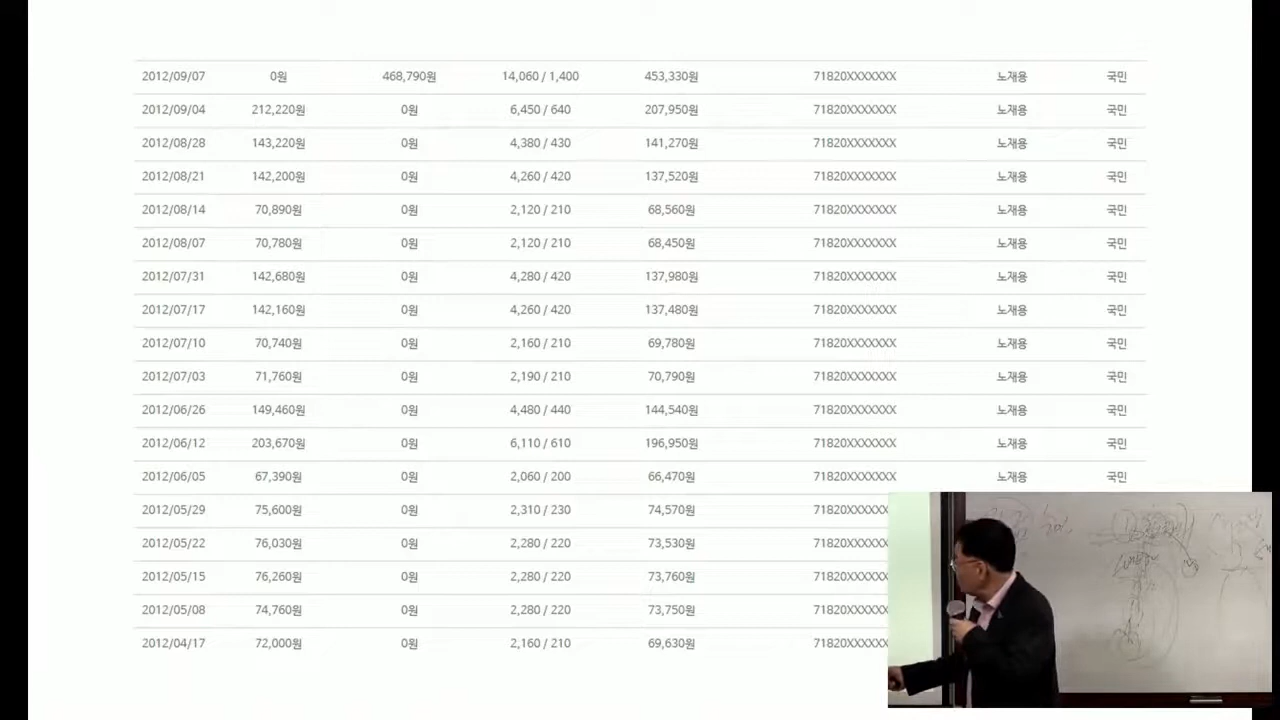 2012/09/07 0원 468,790원 14,060 / 1,400 453,330원 71820XXXXXXX 노재용 국민
2012/09/04 212,220원 0원 6,450 / 640 207,950원 71820XXXXXXX 노재용 국민
2012/08/28 143,220원 0원 4,380 / 430 141,270원 71820XXXXXXX 노재용 국민
2012/08/21 142,200원 0원 4,260 / 420 137,520원 71820XXXXXXX 노재용 국민
2012/08/14 70,890원 0원 2,120 / 210 68,560원 71820XXXXXXX 노재용 국민
2012/08/07 70,780원 0원 2,120 / 210 68,450원 71820XXXXXXX 노재용 국민
2012/07/31 142,680원 0원 4,280 / 420 137,980원 71820XXXXXXX 노재용 국민
2012/07/17 142,160원 0원 4,260 / 420 137,480원 71820XXXXXXX 노재용 국민
2012/07/10 70,740원 0원 2,160 / 210 69,780원 71820XXXXXXX 노재용 국민
2012/07/03 71,760원 0원 2,190 / 210 70,790원 71820XXXXXXX 노재용 국민
2012/06/26 149,460원 0원 4,480 / 440 144,540원 71820XXXXXXX 노재용 국민
2012/06/12 203,670원 0원 6,110 / 610 196,950원 71820XXXXXXX 노재용 국민
2012/06/05 67,390원 0원 2,060 / 200 66,470원 71820XXXXXXX 노재용 국민
2012/05/29 75,600원 0원 2,310 / 230 74,570원 71820XXXXXX
2012/05/22 76,030원 0원 2,280 / 220 73,530원 71820XXXXXX
2012/05/15 76,260원 0원 2,280 / 220 73,760원 71820XXXXXX
2012/05/08 74,760원 0원 2,280 / 220 73,750원 71820XXXXXX
2012/04/17 72,000원 0원 2,160 / 210 69,630원 71820XXXXXX